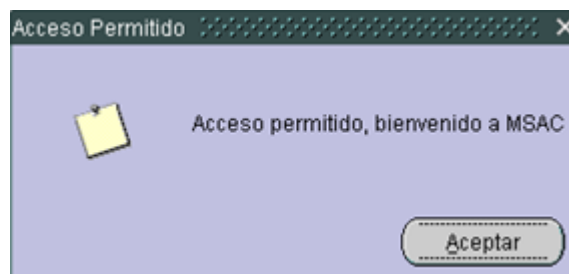 Acceso Permitido
Acceso permitido, bienvenido a MSAC
Aceptar